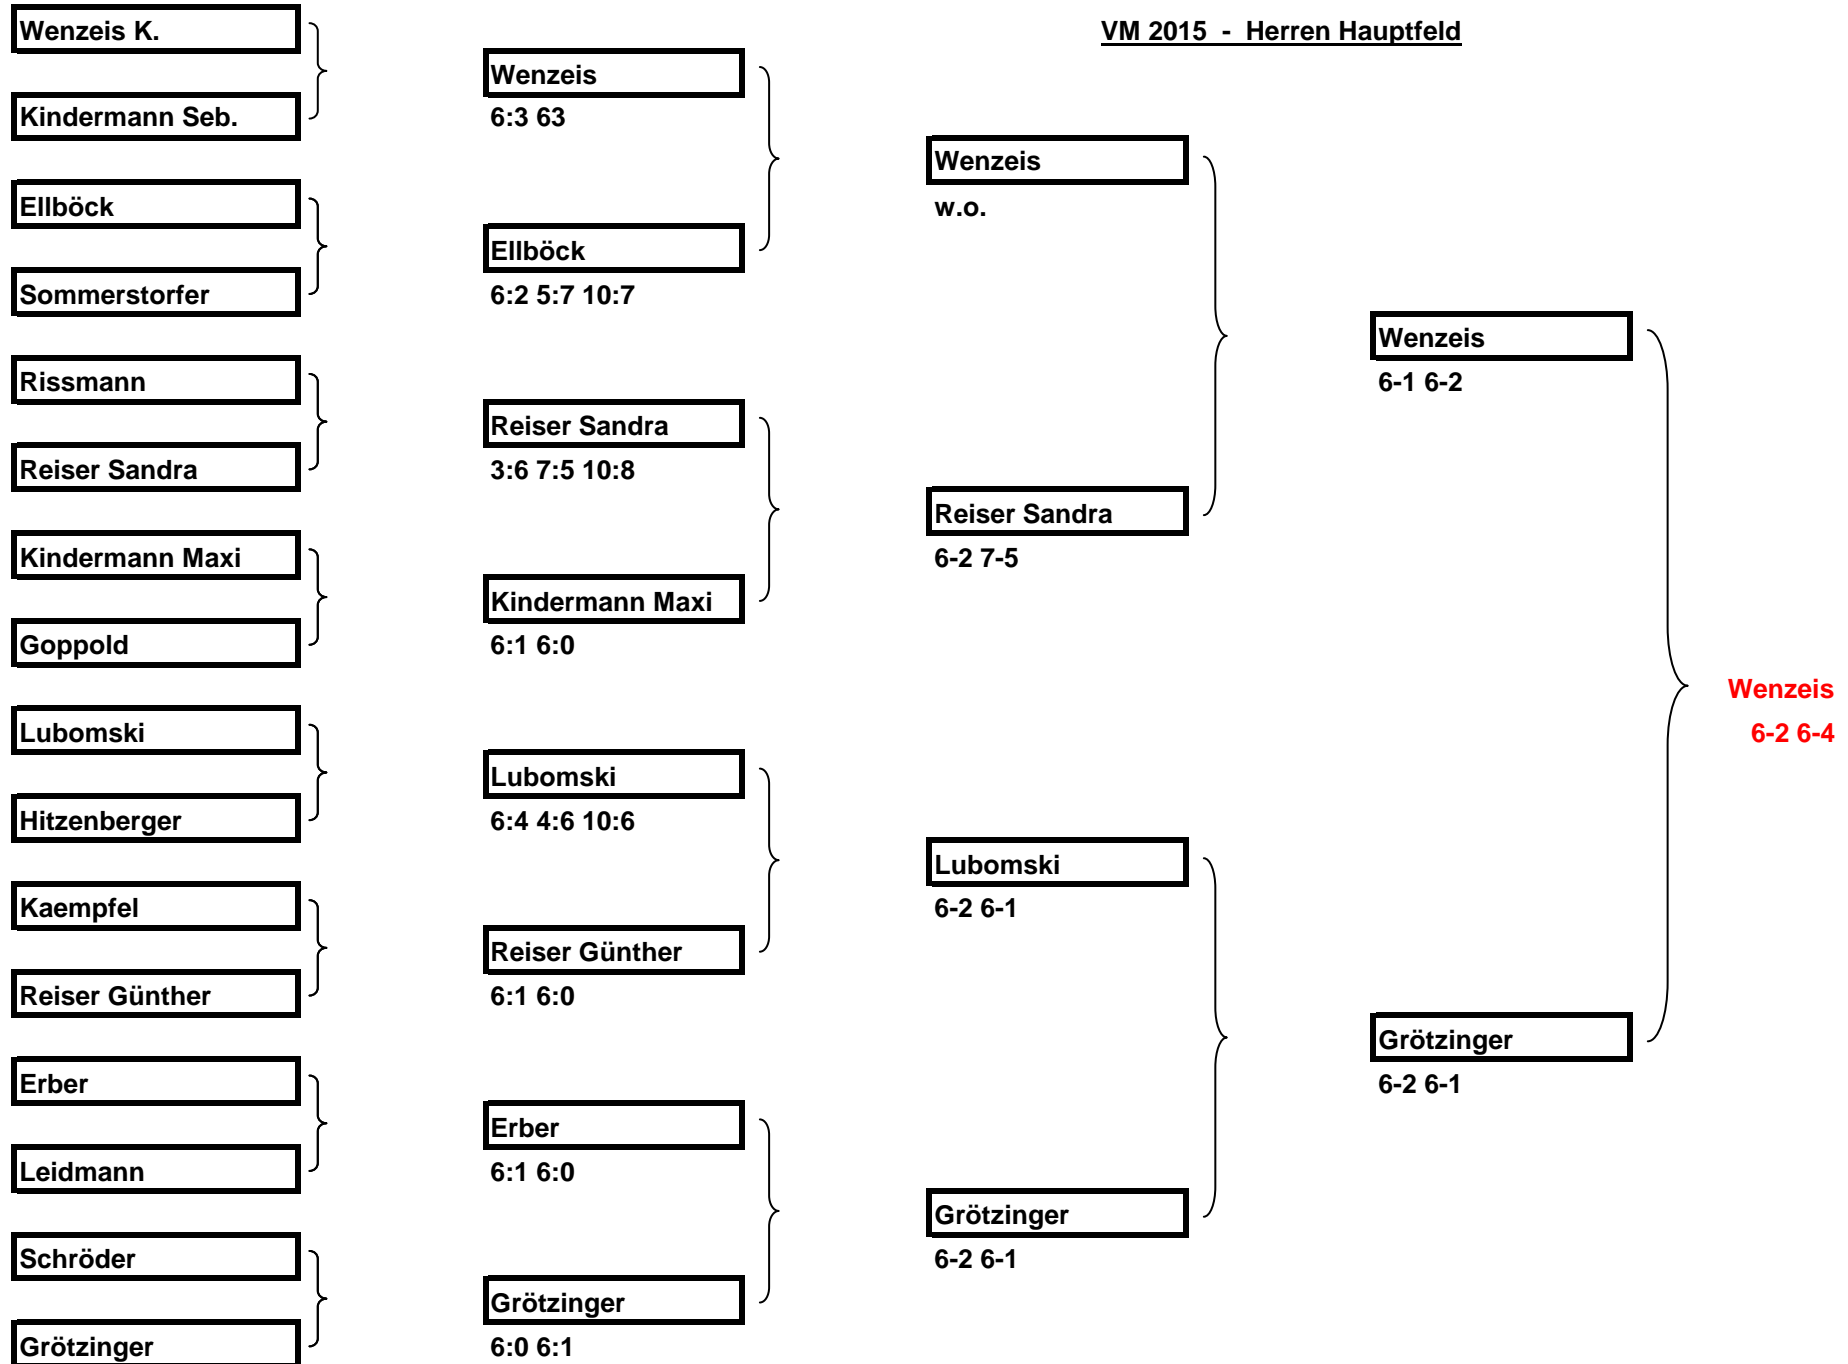 VM 2015 - Herren Hauptfeld
Wenzeis K.
Kindermann Seb.
Ellböck
Sommerstorfer
Rissmann
Reiser Sandra
Kindermann Maxi
Goppold
Lubomski
Hitzenberger
Kaempfel
Reiser Günther
Erber
Leidmann
Schröder
Grötzinger
Wenzeis
6:3 63
Ellböck
6:2 5:7 10:7
Reiser Sandra
3:6 7:5 10:8
Kindermann Maxi
6:1 6:0
Lubomski
6:4 4:6 10:6
Reiser Günther
6:1 6:0
Erber
6:1 6:0
Grötzinger
6:0 6:1
Wenzeis
w.o.
Reiser Sandra
6-2 7-5
Lubomski
6-2 6-1
Grötzinger
6-2 6-1
Wenzeis
6-1 6-2
Grötzinger
6-2 6-1
Wenzeis
6-2 6-4